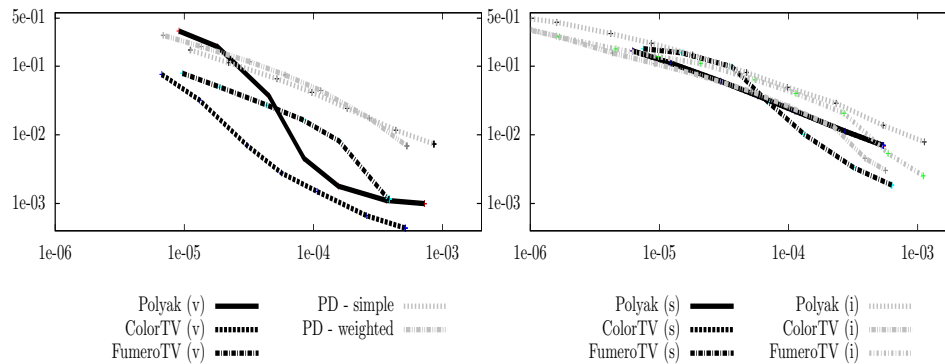 5e-01 5e-01
1e-01 1e-01
1e-02 1e-02
1e-03 1e-03
1e-06 1e-05 1e-04 1e-03 1e-06 1e-05 1e-04 1e-03
Polyak (v) PD - simple Polyak (s) Polyak (i)
ColorTV (v) PD - weighted ColorTV (s) ColorTV (i)
FumeroTV (v) FumeroTV (s) FumeroTV (i)